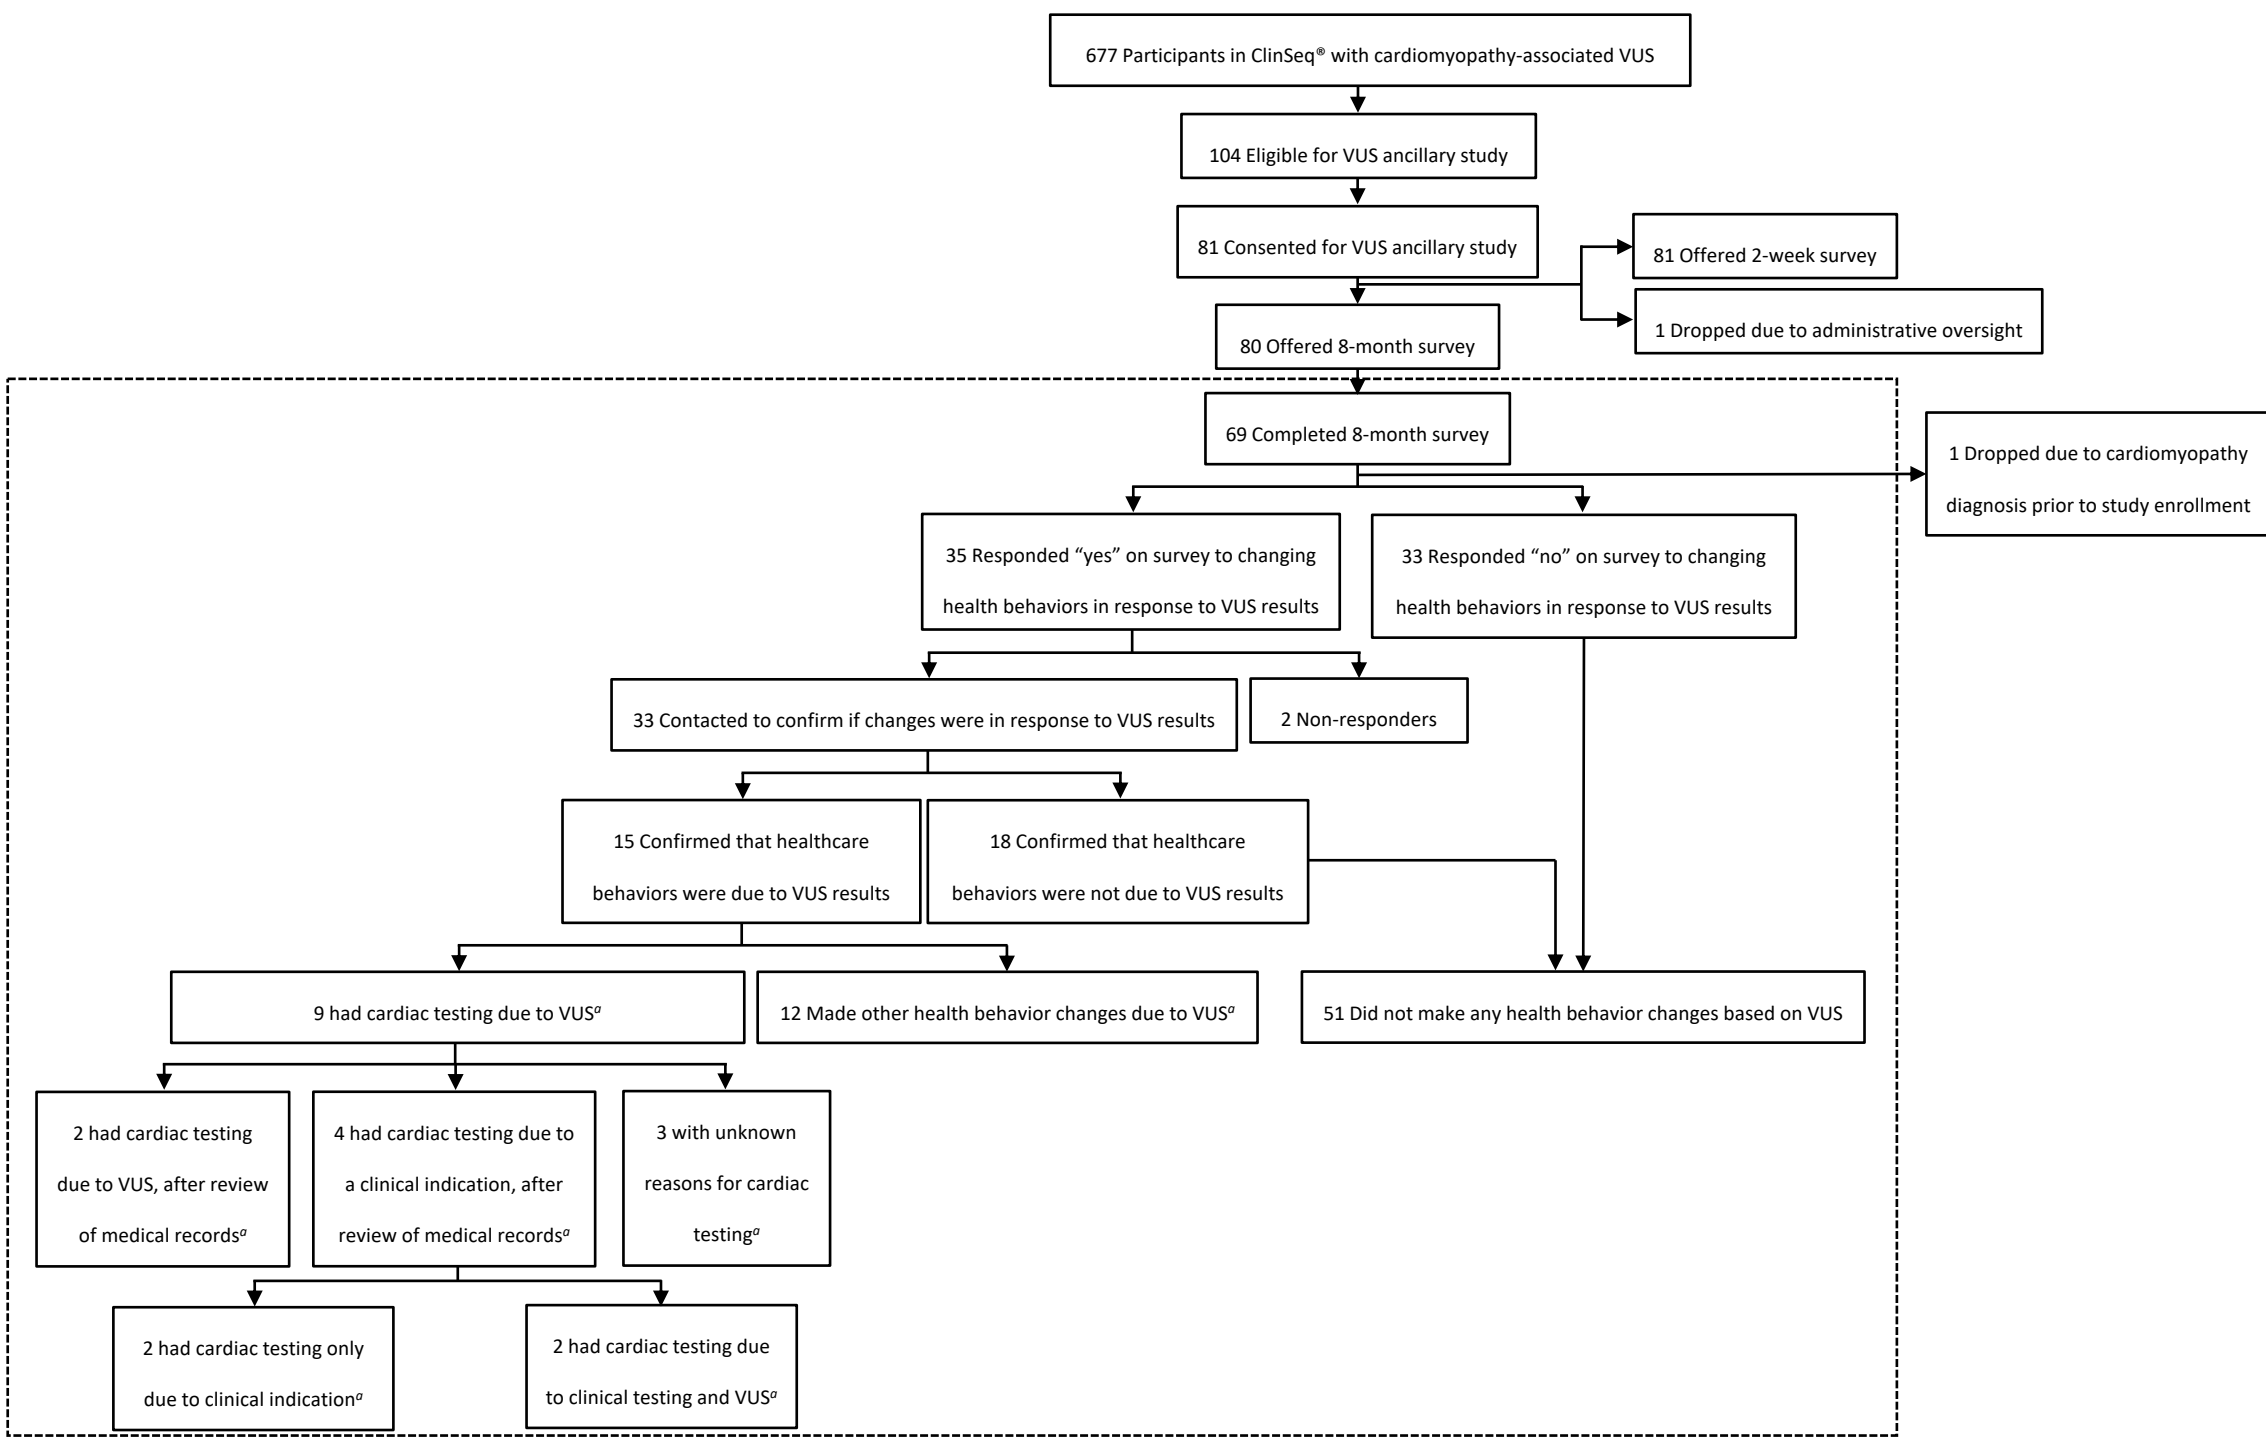 677 Participants in ClinSeq® with cardiomyopathy-associated VUS
104 Eligible for VUS ancillary study
81 Consented for VUS ancillary study
81 Offered 2-week survey
1 Dropped due to administrative oversight
80 Offered 8-month survey
69 Completed 8-month survey
1 Dropped due to cardiomyopathy
diagnosis prior to study enrollment
35 Responded “yes” on survey to changing
health behaviors in response to VUS results
33 Responded “no” on survey to changing
health behaviors in response to VUS results
33 Contacted to confirm if changes were in response to VUS results
2 Non-responders
15 Confirmed that healthcare
behaviors were due to VUS results
18 Confirmed that healthcare
behaviors were not due to VUS results
9 had cardiac testing due to VUSᵃ
12 Made other health behavior changes due to VUSᵃ
51 Did not make any health behavior changes based on VUS
2 had cardiac testing
due to VUS, after review
of medical recordsᵃ
4 had cardiac testing due to
a clinical indication, after
review of medical recordsᵃ
3 with unknown
reasons for cardiac
testingᵃ
2 had cardiac testing only
due to clinical indicationᵃ
2 had cardiac testing due
to clinical testing and VUSᵃ